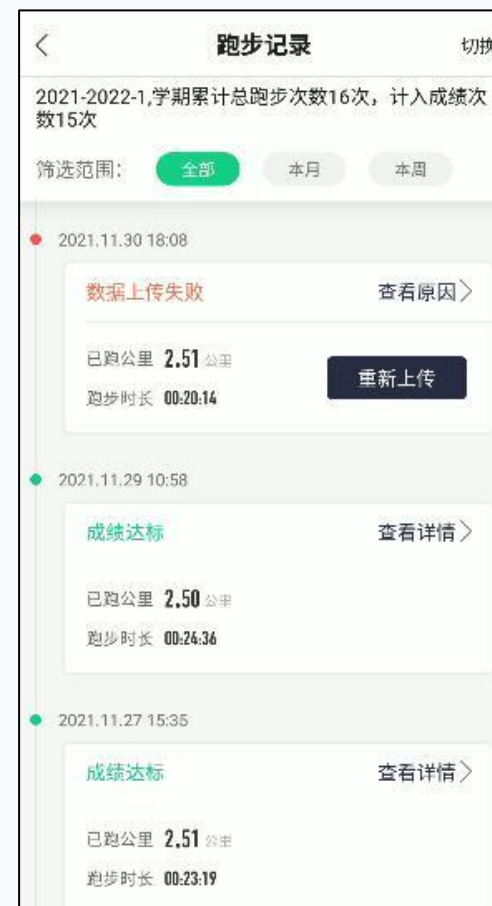 跑步记录
切换
2021-2022-1,学期累计总跑步次数16次，计入成绩次
数15次
筛选范围：
全部
本月
本周
2021.11.30 18:08
数据上传失败
查看原因
已跑公里 2.51 公里
重新上传
跑步时长 00:20:14
2021.11.29 10:58
成绩达标
查看详情
已跑公里 2.50 公里
跑步时长 00:24:36
2021.11.27 15:35
成绩达标
查看详情
已跑公里 2.51 公里
跑步时长 00:23:19